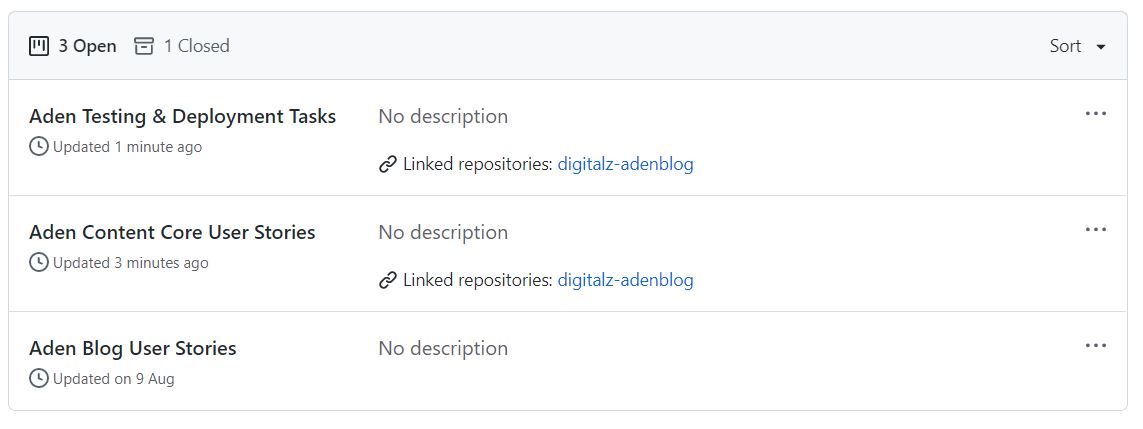 3 Open 1 Closed Sort
Aden Testing & Deployment Tasks No description
Updated 1 minute ago
Linked repositories: digitalz-adenblog
Aden Content Core User Stories No description
Updated 3 minutes ago
Linked repositories: digitalz-adenblog
Aden Blog User Stories No description
Updated on 9 Aug